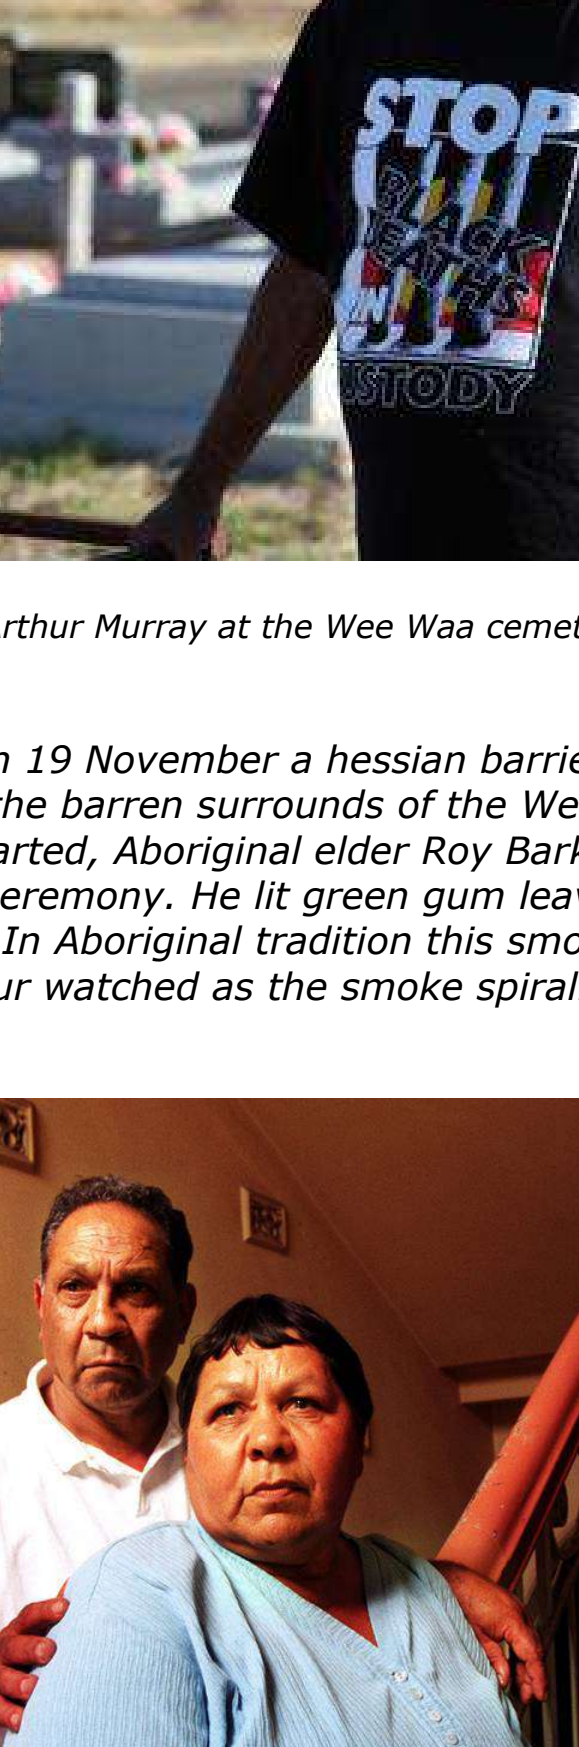 STOP
BLACK
DEATHS
IN
CUSTODY
rthur Murray at the Wee Waa cemet
n 19 November a hessian barrie
the barren surrounds of the We
arted, Aboriginal elder Roy Bark
eremony. He lit green gum leav
In Aboriginal tradition this smo
ur watched as the smoke spiral